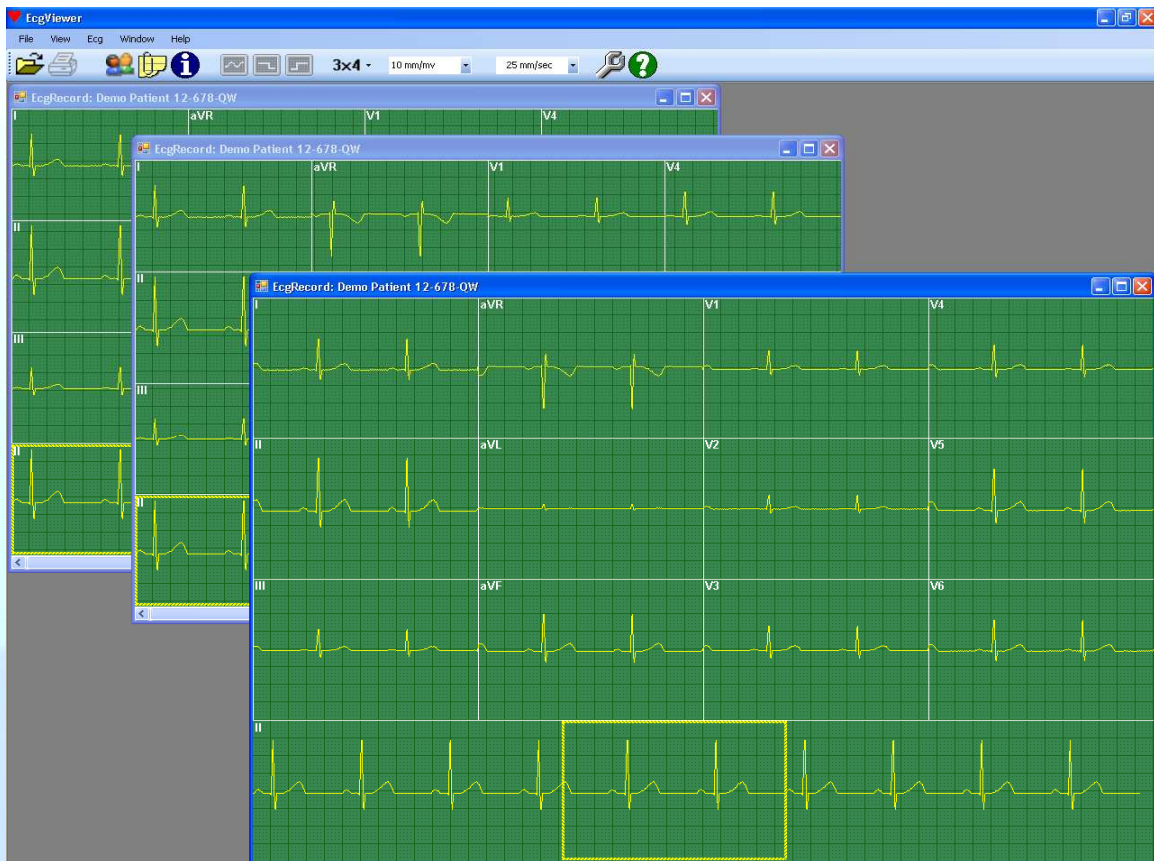 EcgViewer
File View Ecg Window Help
3x4 10 mm/mv 25 mm/sec
EcgRecord: Demo Patient 12-678-QW
I aVR V1 V4
II
III
II
EcgRecord: Demo Patient 12-678-QW
I aVR V1 V4
II
III
II
EcgRecord: Demo Patient 12-678-QW
I aVR V1 V4
II aVL V2 V5
III aVF V3 V6
II